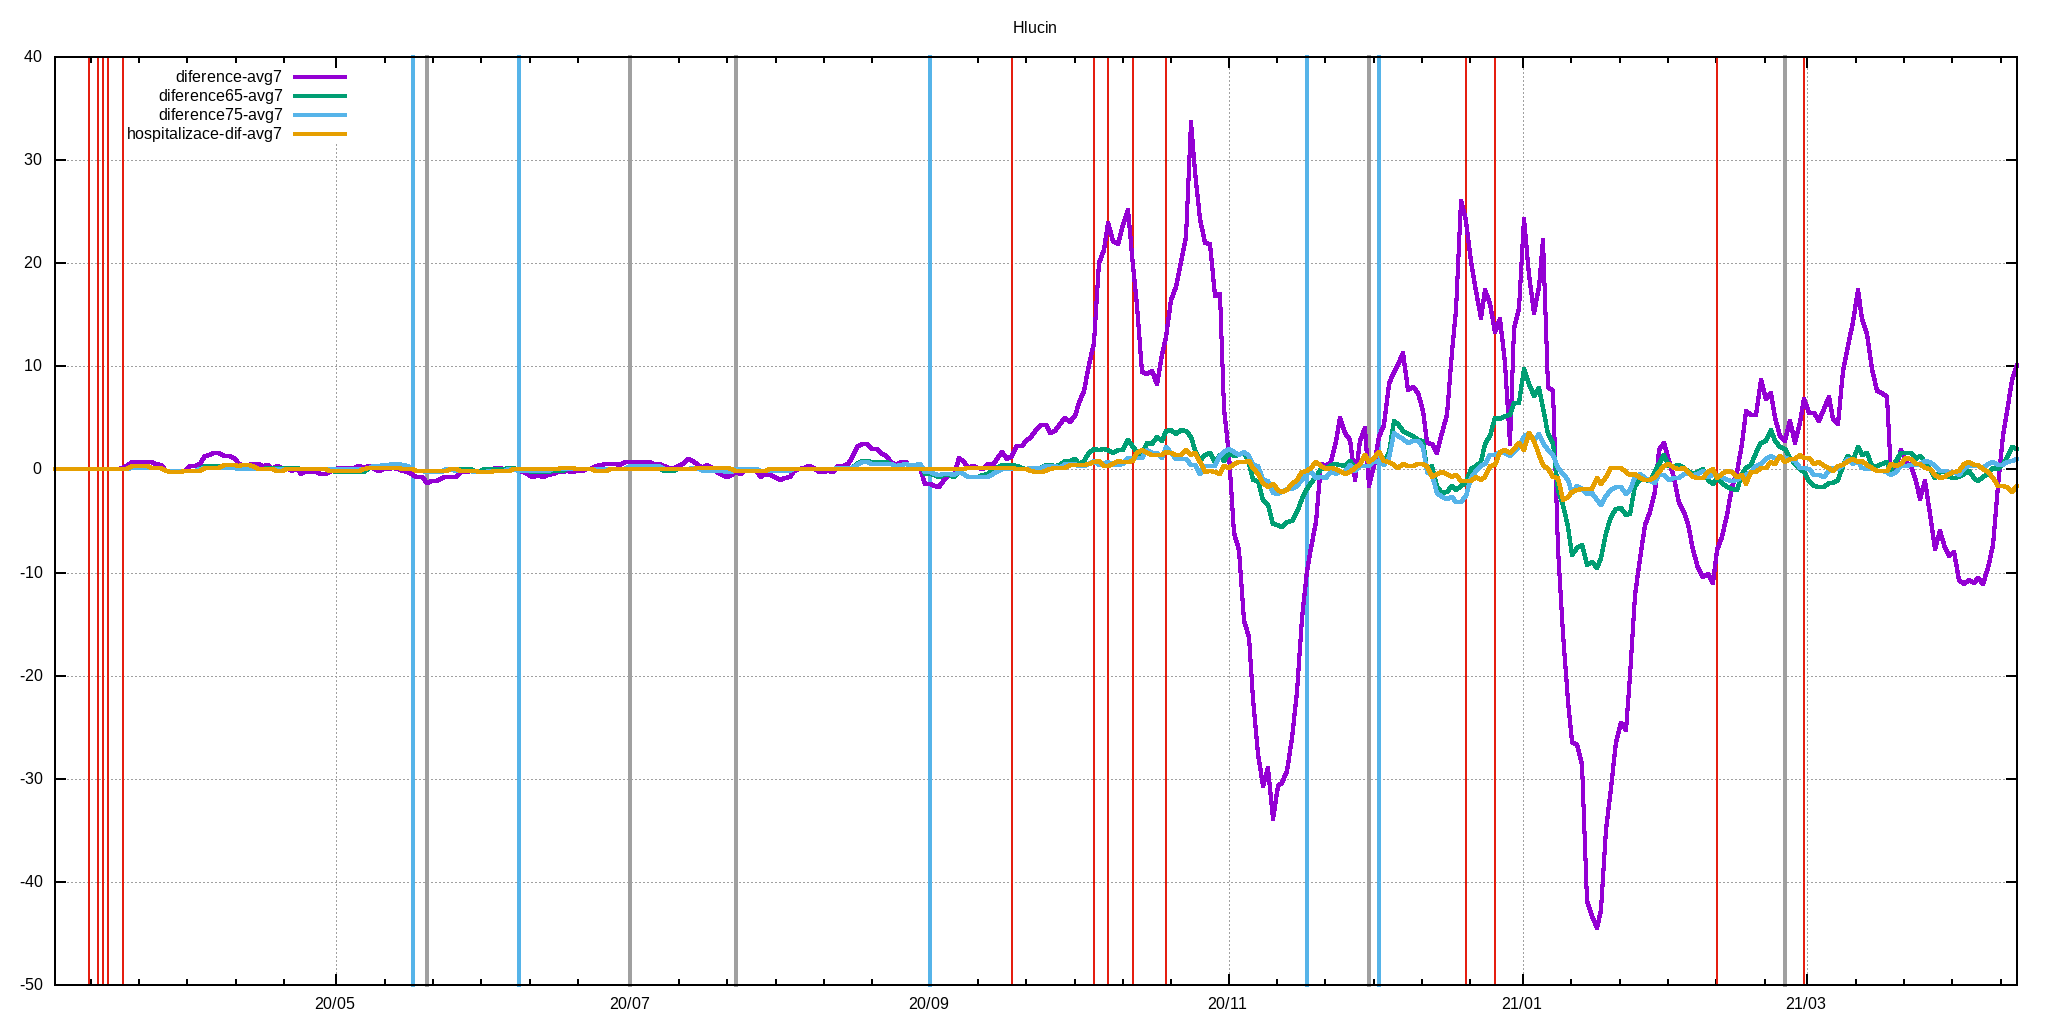 Hlucin
diference-avg7
diference65-avg7
diference75-avg7
hospitalizace-dif-avg7
40
30
20
10
0
-10
-20
-30
-40
-50
20/05 20/07 20/09 20/11 21/01 21/03